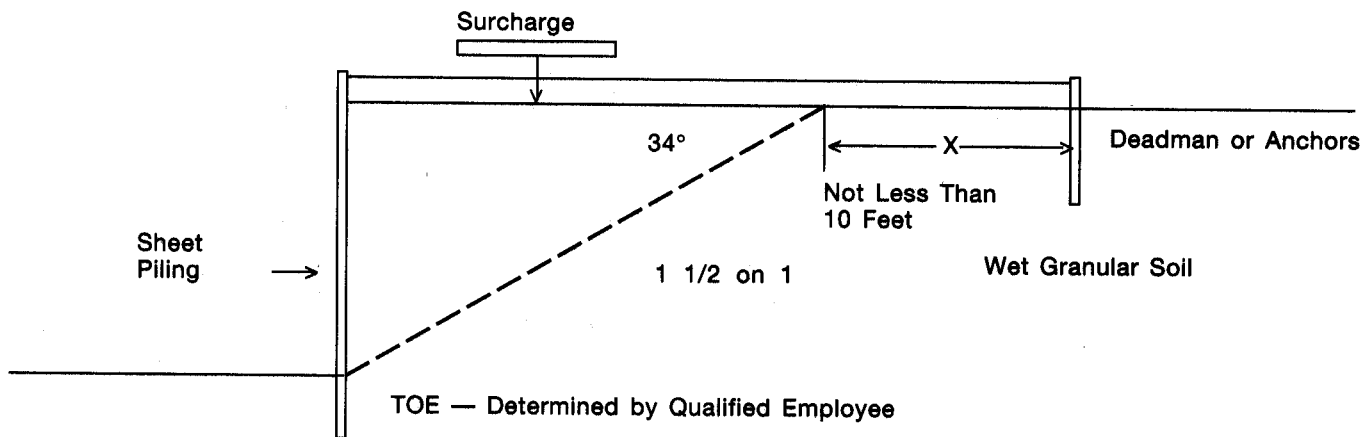 Surcharge
34°
X
Deadman or Anchors
Not Less Than
10 Feet
Sheet
Piling
1 1/2 on 1
Wet Granular Soil
TOE — Determined by Qualified Employee